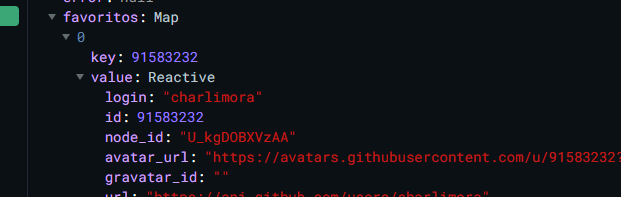 error: null
favoritos: Map
0
key: 91583232
value: Reactive
login: "charlimora"
id: 91583232
node_id: "U_kgDOBXVzAA"
avatar_url: "https://avatars.githubusercontent.com/u/91583232?
gravatar_id: ""
url: "https://api.github.com/users/charlimora"